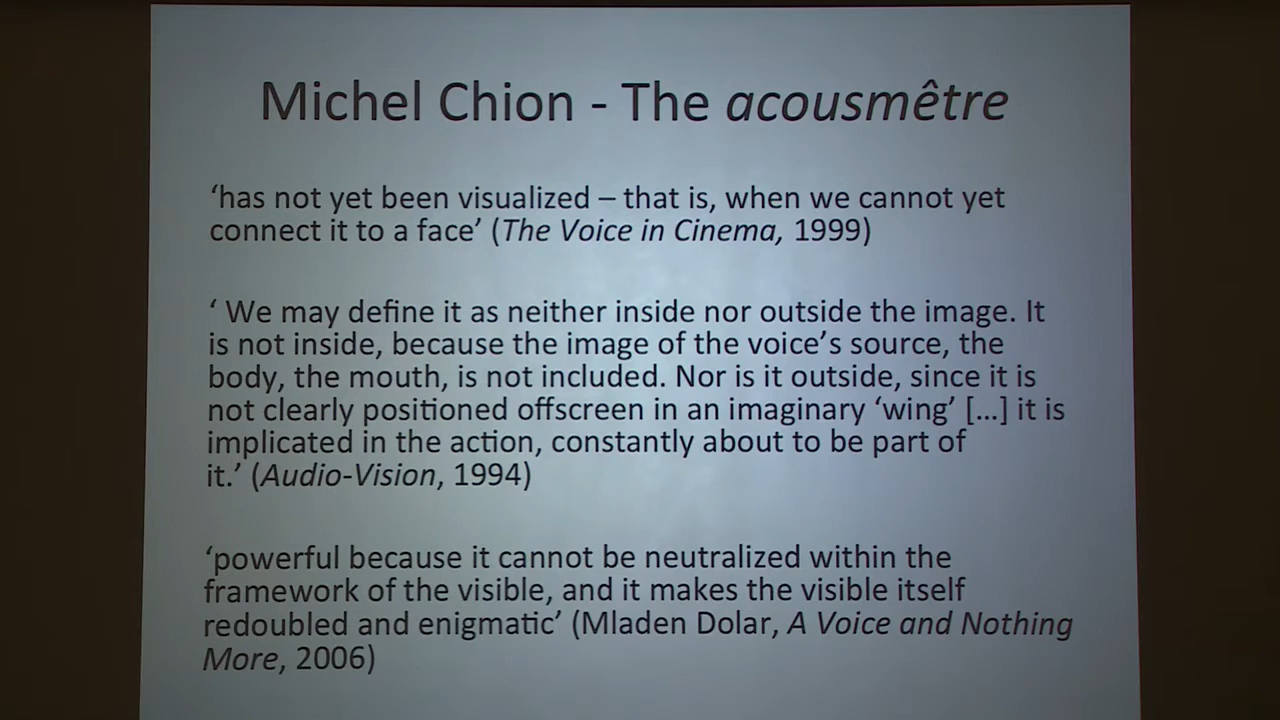 Michel Chion - The acousmêtre
‘has not yet been visualized – that is, when we cannot yet
connect it to a face’ (The Voice in Cinema, 1999)
‘ We may define it as neither inside nor outside the image. It
is not inside, because the image of the voice’s source, the
body, the mouth, is not included. Nor is it outside, since it is
not clearly positioned offscreen in an imaginary ‘wing’ [...] it is
implicated in the action, constantly about to be part of
it.’ (Audio-Vision, 1994)
‘powerful because it cannot be neutralized within the
framework of the visible, and it makes the visible itself
redoubled and enigmatic’ (Mladen Dolar, A Voice and Nothing
More, 2006)